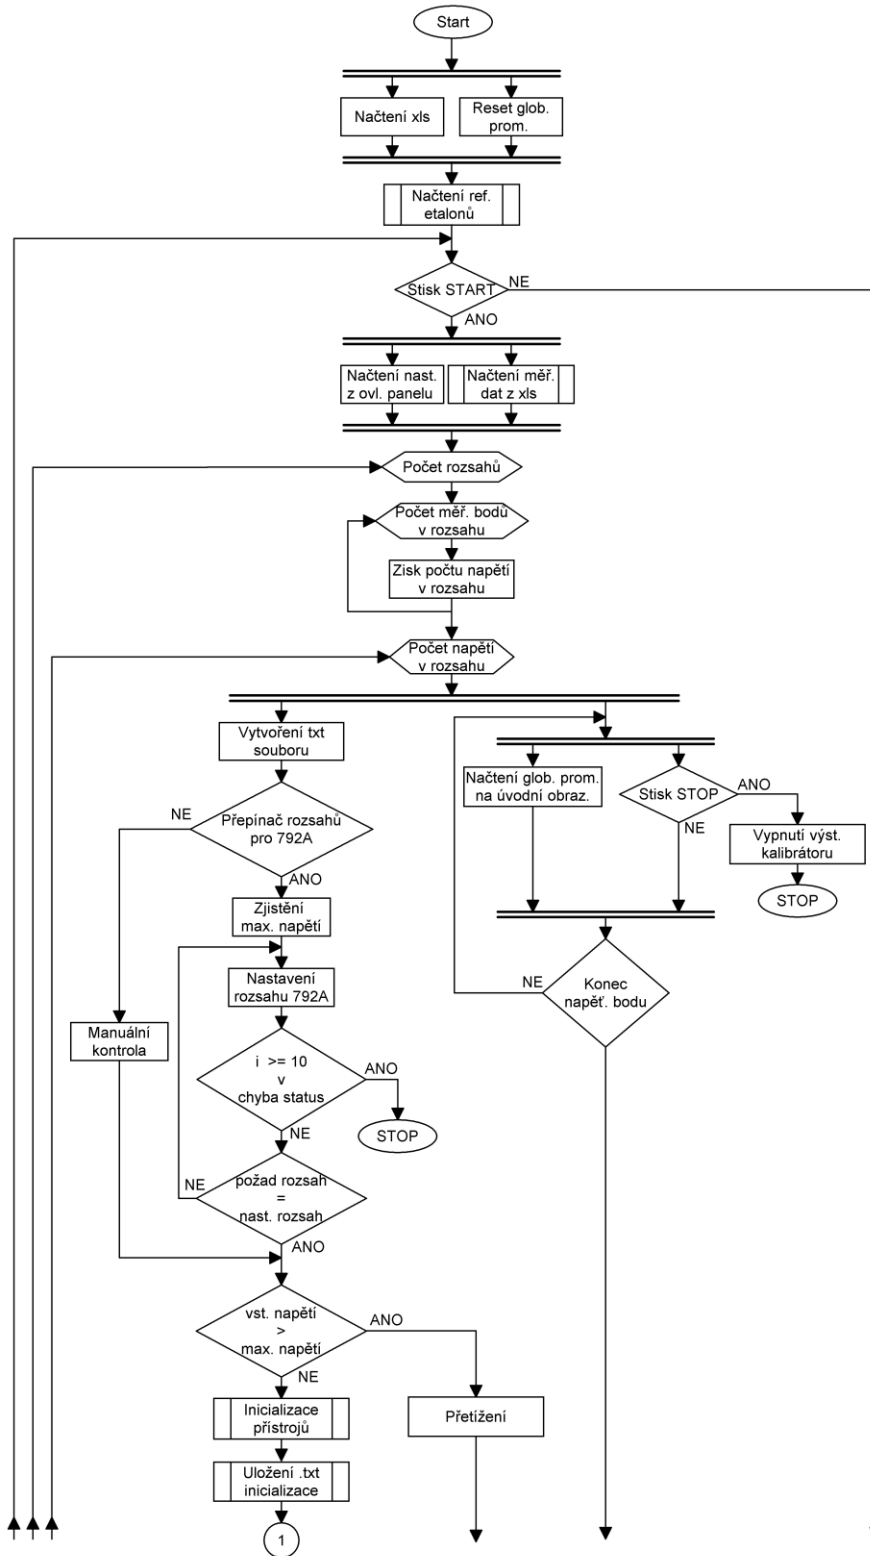 Start
Načtení xls
Reset glob.
prom.
Načtení ref.
etalonů
Stisk START
NE
ANO
Načtení nast.
z ovl. panelu
Načtení měř.
dat z xls
Počet rozsahů
Počet měř. bodů
v rozsahu
Zisk počtu napětí
v rozsahu
Počet napětí
v rozsahu
Vytvoření txt
souboru
Načtení glob. prom.
na úvodní obraz.
Stisk STOP
ANO
NE
Vypnutí výst.
kalibrátoru
STOP
NE
Přepínač rozsahů
pro 792A
ANO
Zjistění
max. napětí
Nastavení
rozsahu 792A
NE
Konec
napěť. bodu
Manuální
kontrola
i >= 10
v
chyba status
ANO
STOP
NE
NE
požad rozsah
=
nast. rozsah
ANO
vst. napětí
>
max. napětí
ANO
NE
Inicializace
přístrojů
Přetížení
Uložení .txt
inicializace
1